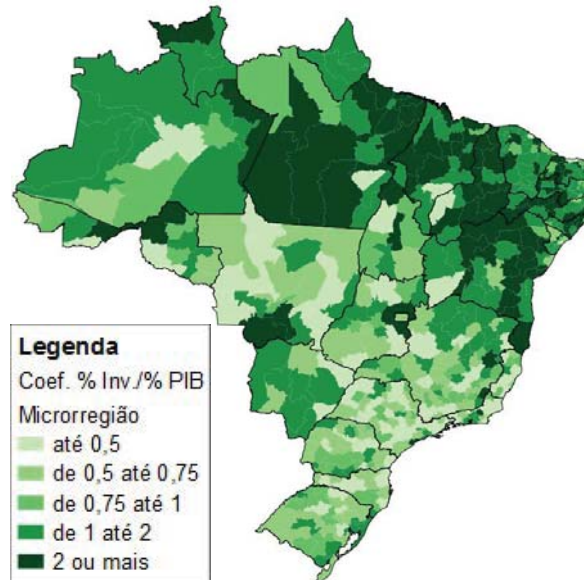 Legenda
Coef. % Inv./% PIB
Microrregião
até 0,5
de 0,5 até 0,75
de 0,75 até 1
de 1 até 2
2 ou mais